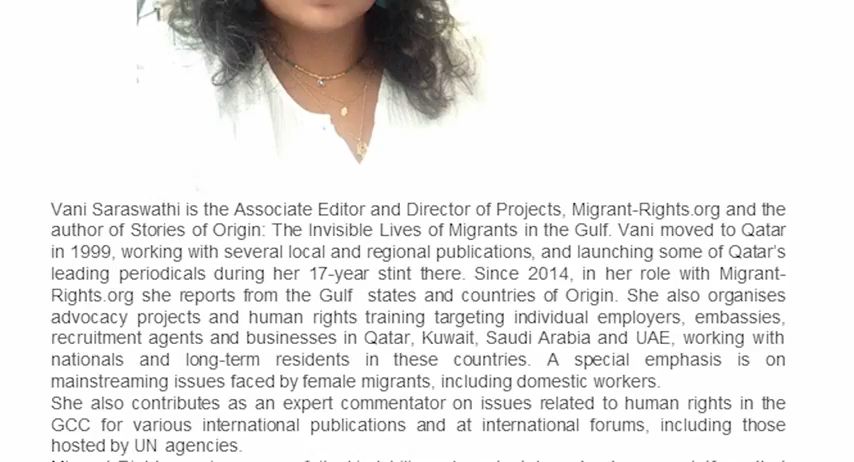 Vani Saraswathi is the Associate Editor and Director of Projects, Migrant-Rights.org and the
author of Stories of Origin: The Invisible Lives of Migrants in the Gulf. Vani moved to Qatar
in 1999, working with several local and regional publications, and launching some of Qatar's
leading periodicals during her 17-year stint there. Since 2014, in her role with Migrant-
Rights.org she reports from the Gulf states and countries of Origin. She also organises
advocacy projects and human rights training targeting individual employers, embassies,
recruitment agents and businesses in Qatar, Kuwait, Saudi Arabia and UAE, working with
nationals and long-term residents in these countries. A special emphasis is on
mainstreaming issues faced by female migrants, including domestic workers.
She also contributes as an expert commentator on issues related to human rights in the
GCC for various international publications and at international forums, including those
hosted by UN agencies.